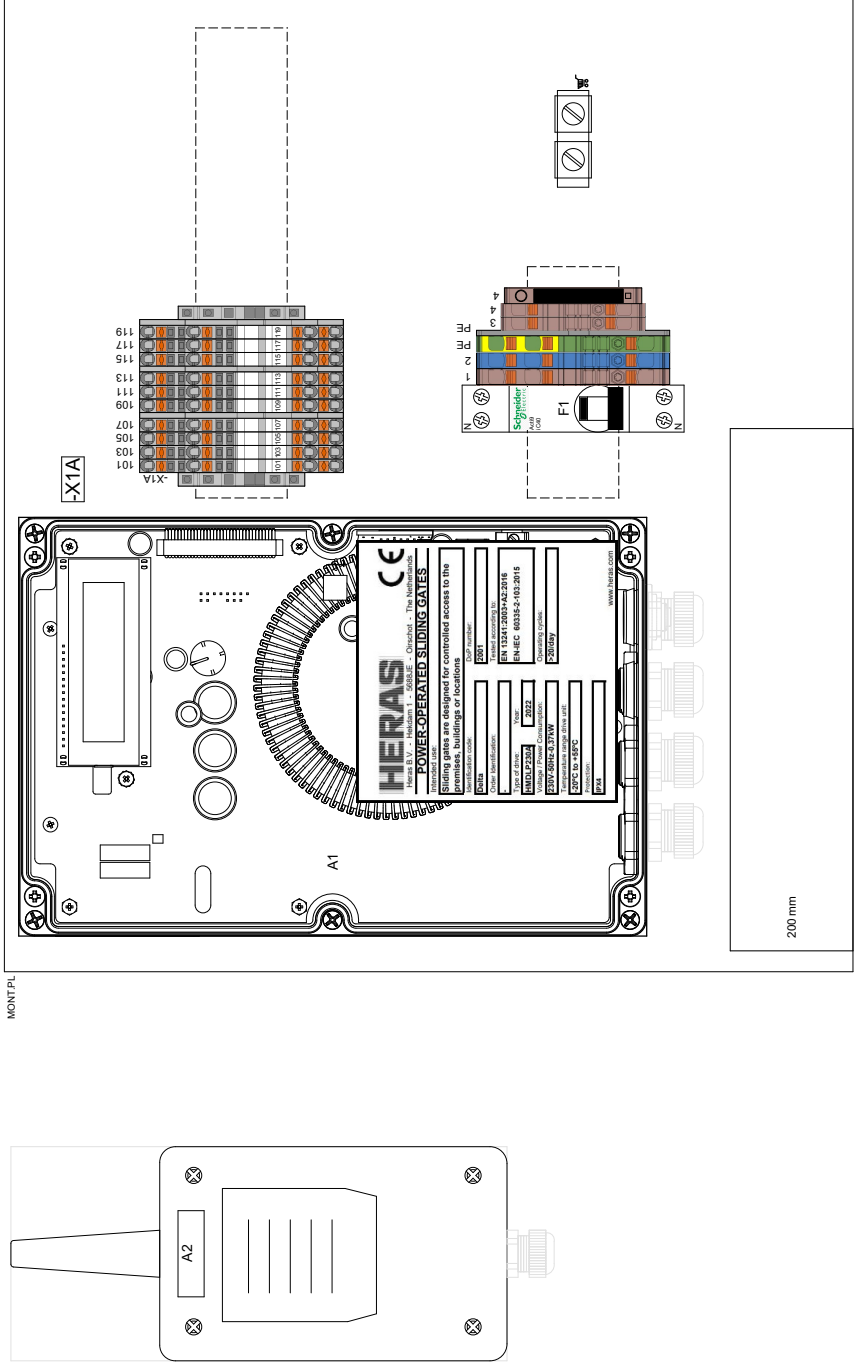 MONT.PL
-X1A
-X1A
101
103
105
107
109
111
113
115
117
119
101
103
105
107
109
111
113
115
117
119
N
N
Schneider
Electric
Acti9
iC40
F1
1
2
PE
PE
3
4
4
A1
HERAS
CE
Heras B.V. - Hekdam 1 - 5688JE - Oirschot - The Netherlands
POWER-OPERATED SLIDING GATES
Intended use:
Sliding gates are designed for controlled access to the
premises, buildings or locations
Identification code:
Delta
DoP number:
2001
Order Identification:
-
Tested according to:
EN 13241:2003+A2:2016
EN-IEC 60335-2-103:2015
Type of drive:
HMDLP230A
Year:
2022
Voltage / Power Consumption:
230V-50Hz-0,37kW
Operating cycles:
>20/day
Temperature range drive unit:
-20°C to +55°C
Protection:
IPX4
www.heras.com
200 mm
A2